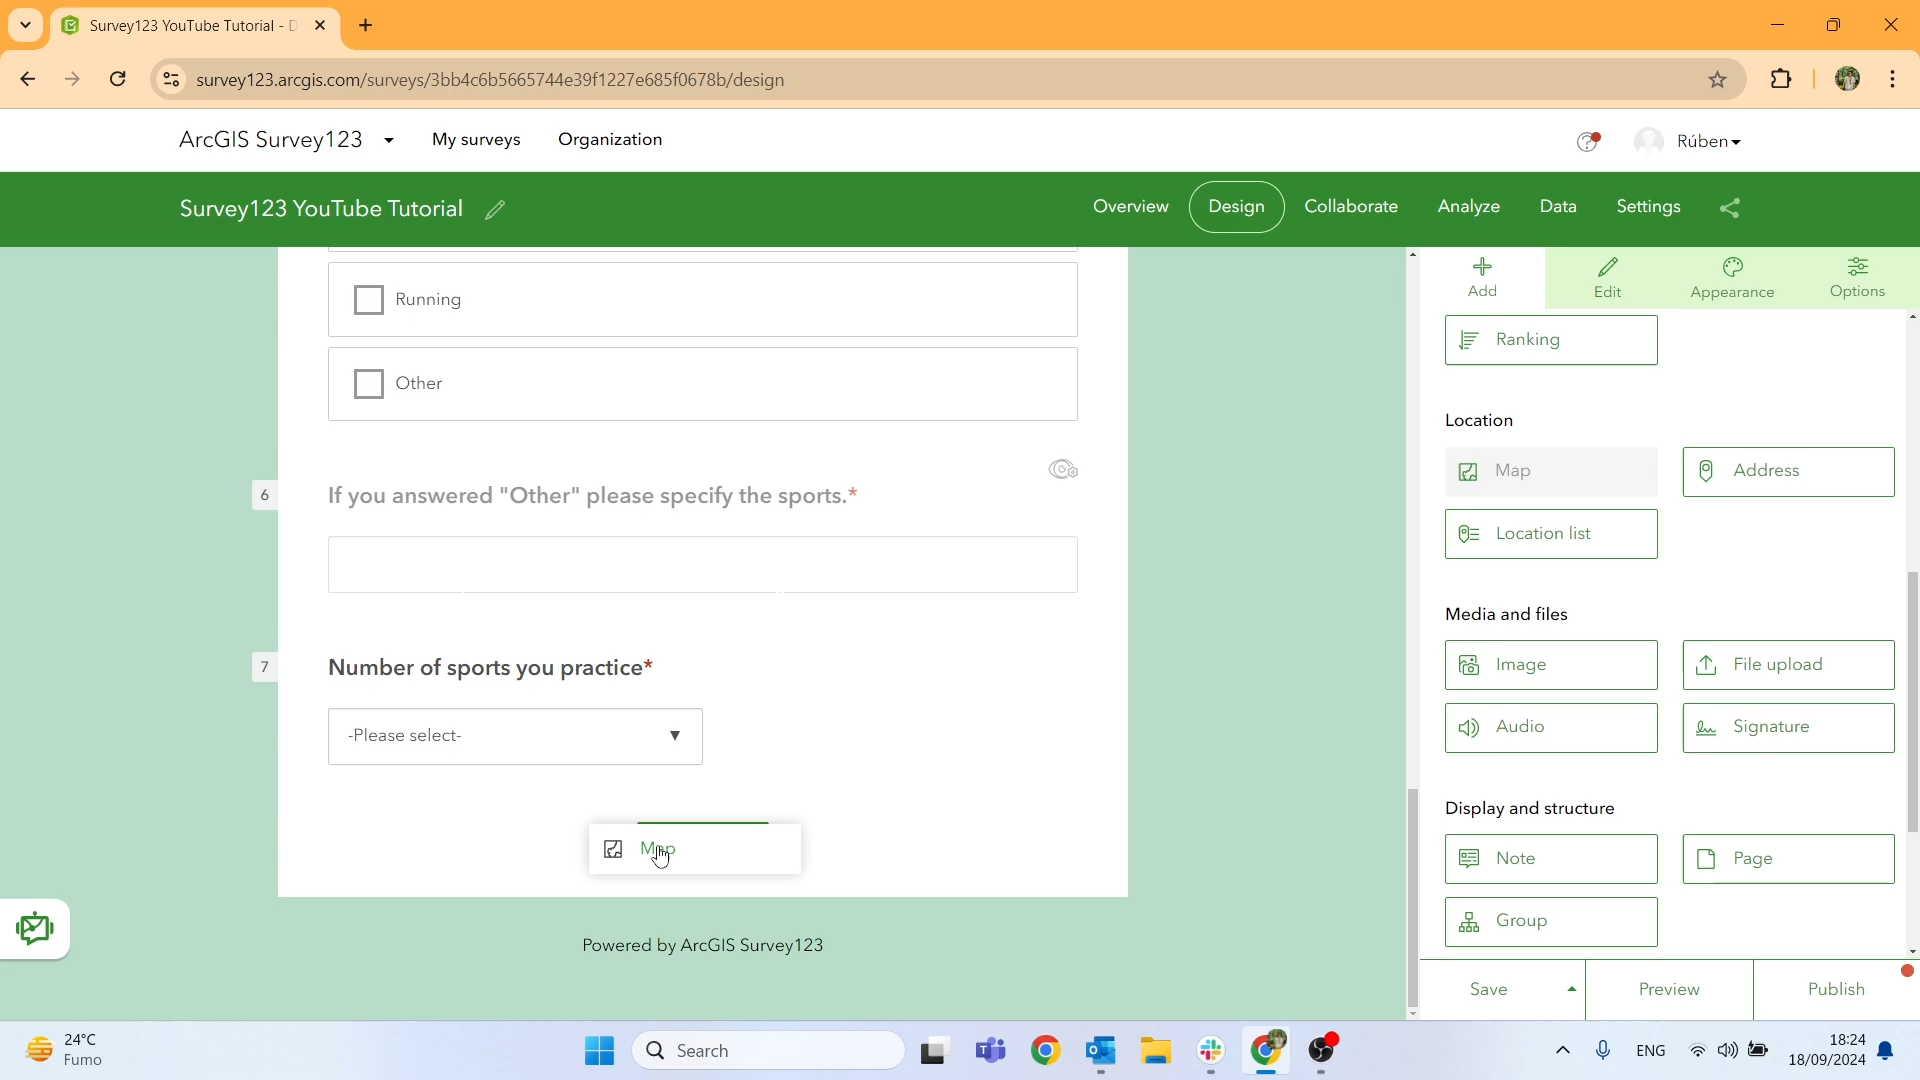 Survey123 YouTube Tutorial - D
survey123.arcgis.com/surveys/3bb4c6b5665744e39f1227e685f0678b/design
ArcGIS Survey123
My surveys
Organization
Rúben
Survey123 YouTube Tutorial
Overview
Design
Collaborate
Analyze
Data
Settings
Add
Edit
Appearance
Options
Running
Other
6
If you answered "Other" please specify the sports.*
7
Number of sports you practice*
-Please select-
Map
Powered by ArcGIS Survey123
Ranking
Location
Map
Address
Location list
Media and files
Image
File upload
Audio
Signature
Display and structure
Note
Page
Group
Save
Preview
Publish
24°C
Fumo
Search
ENG
18:24
18/09/2024